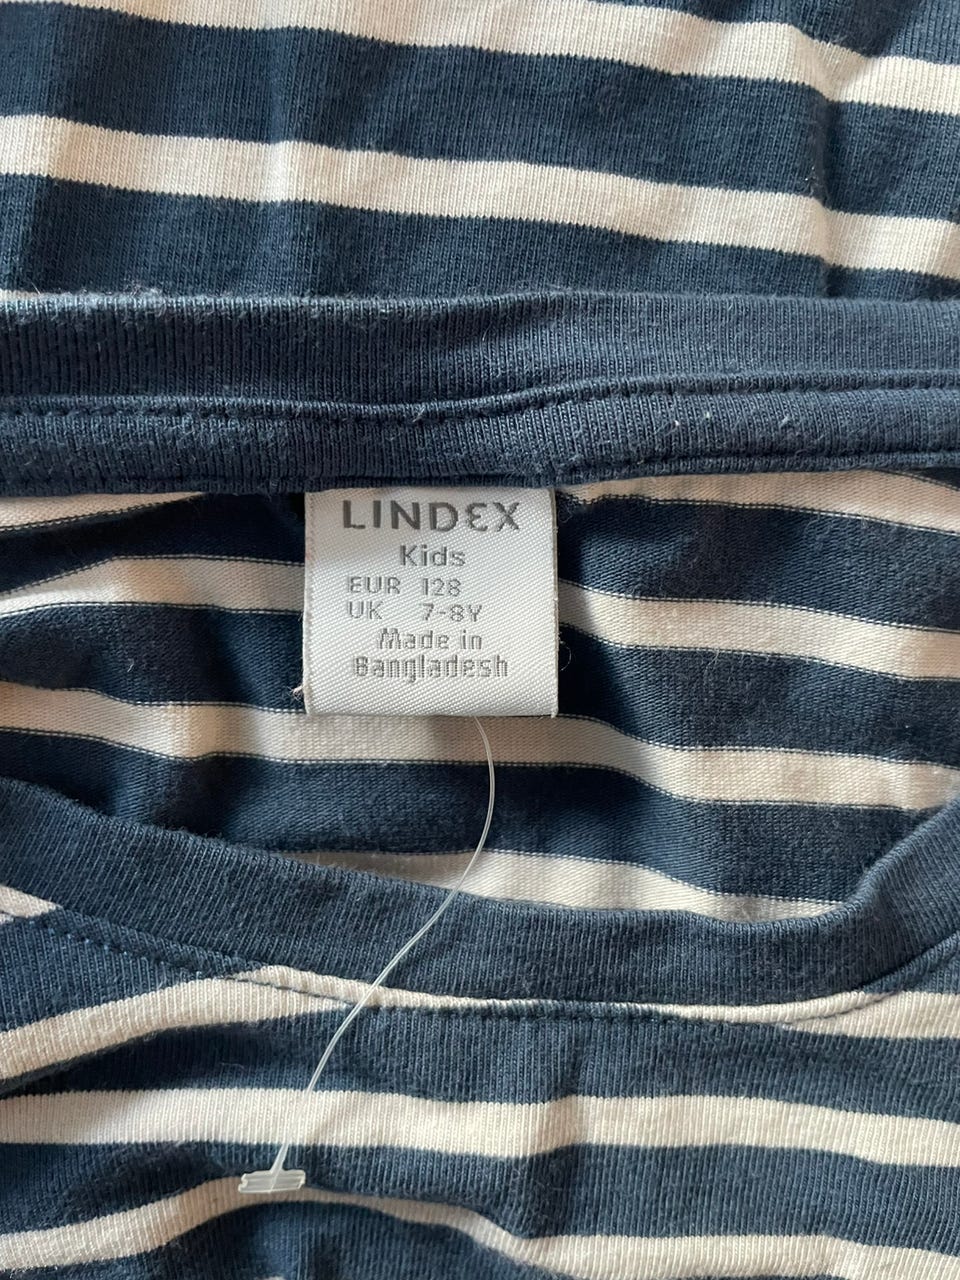 LINDEX
Kids
EUR 128
UK 7-8Y
Made in
Bangladesh